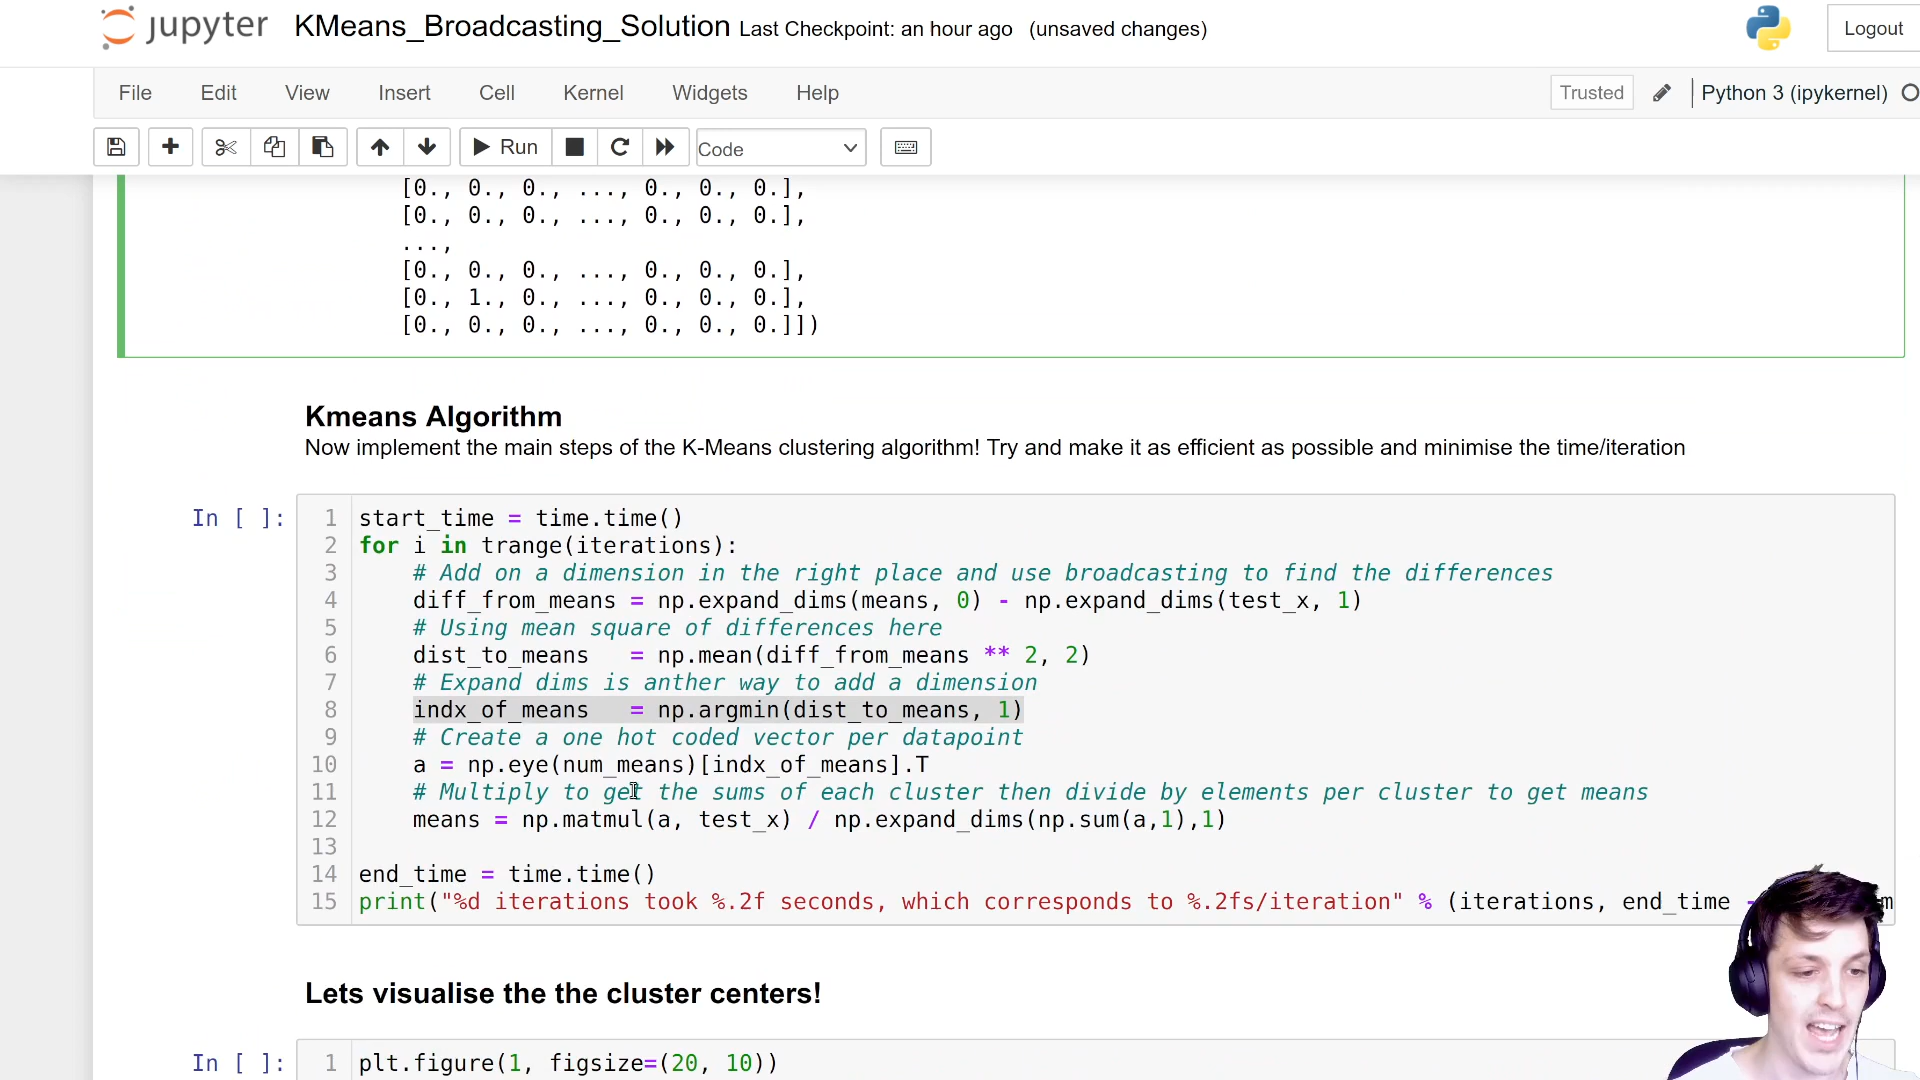 jupyter KMeans_Broadcasting_Solution Last Checkpoint: an hour ago (unsaved changes) Logout
File Edit View Insert Cell Kernel Widgets Help Trusted Python 3 (ipykernel)
Run Code
[0., 0., 0., ..., 0., 0., 0.],
[0., 0., 0., ..., 0., 0., 0.],
...,
[0., 0., 0., ..., 0., 0., 0.],
[0., 1., 0., ..., 0., 0., 0.],
[0., 0., 0., ..., 0., 0., 0.]])
Kmeans Algorithm
Now implement the main steps of the K-Means clustering algorithm! Try and make it as efficient as possible and minimise the time/iteration
In [ ]: 1 start_time = time.time()
2 for i in trange(iterations):
3 # Add on a dimension in the right place and use broadcasting to find the differences
4 diff_from_means = np.expand_dims(means, 0) - np.expand_dims(test_x, 1)
5 # Using mean square of differences here
6 dist_to_means = np.mean(diff_from_means ** 2, 2)
7 # Expand dims is anther way to add a dimension
8 indx_of_means = np.argmin(dist_to_means, 1)
9 # Create a one hot coded vector per datapoint
10 a = np.eye(num_means)[indx_of_means].T
11 # Multiply to get the sums of each cluster then divide by elements per cluster to get means
12 means = np.matmul(a, test_x) / np.expand_dims(np.sum(a,1),1)
13
14 end_time = time.time()
15 print("%d iterations took %.2f seconds, which corresponds to %.2fs/iteration" % (iterations, end_time -
Lets visualise the the cluster centers!
In [ ]: 1 plt.figure(1, figsize=(20, 10))